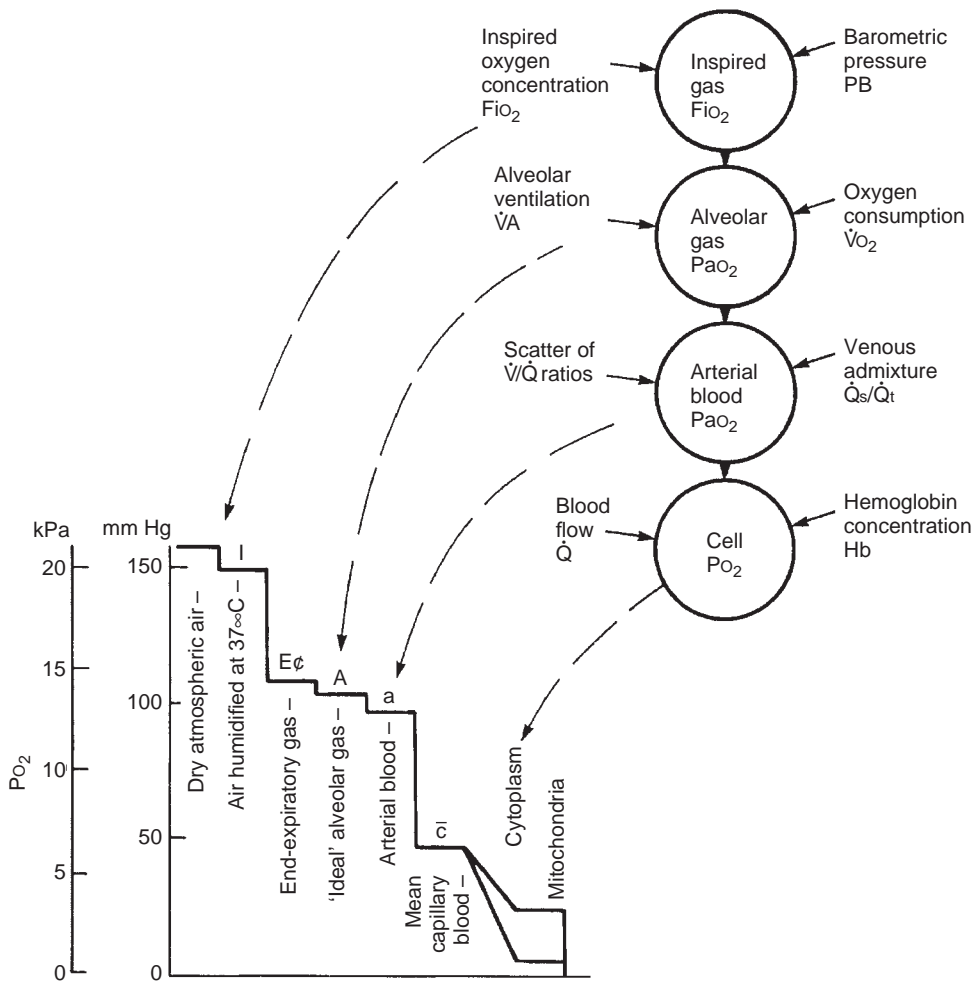 Inspired
oxygen
concentration
FIO2
Inspired
gas
FIO2
Barometric
pressure
PB
Alveolar
ventilation
V̇A
Alveolar
gas
PaO2
Oxygen
consumption
V̇O2
Scatter of
V̇/Q̇ ratios
Arterial
blood
PaO2
Venous
admixture
Q̇s/Q̇t
Blood
flow
Q̇
Cell
PO2
Hemoglobin
concentration
Hb
kPa
mm Hg
20
15
10
5
0
PO2
150
100
50
0
I
E¢
A
a
c̅
Dry atmospheric air –
Air humidified at 37∞C –
End-expiratory gas –
'Ideal' alveolar gas –
Arterial blood –
Mean
capillary
blood –
Cytoplasm
Mitochondria